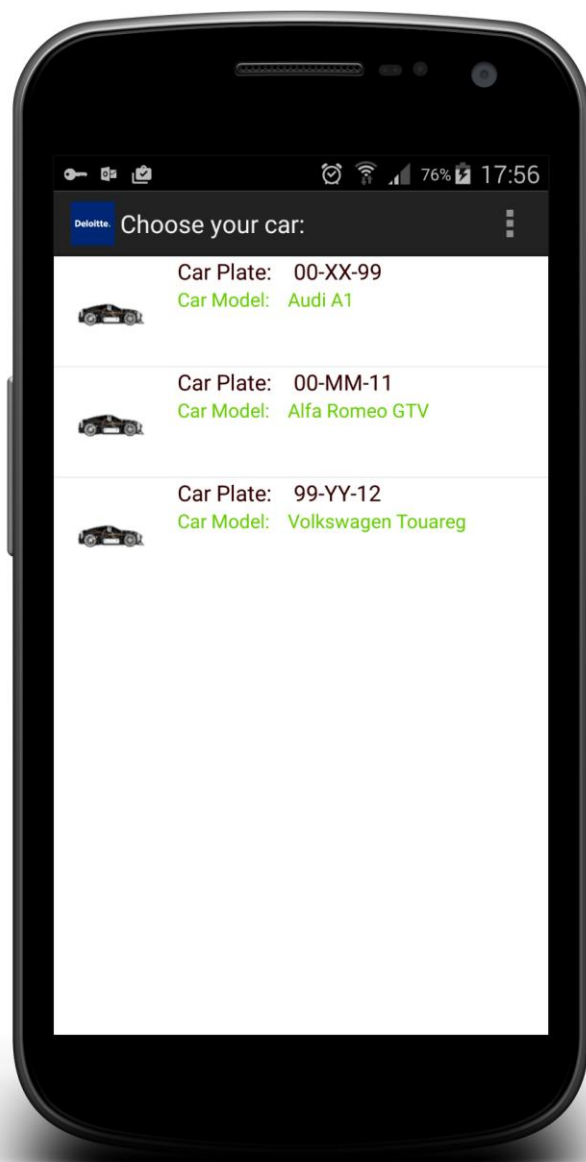 76% 17:56
Deloitte. Choose your car:
Car Plate: 00-XX-99
Car Model: Audi A1
Car Plate: 00-MM-11
Car Model: Alfa Romeo GTV
Car Plate: 99-YY-12
Car Model: Volkswagen Touareg